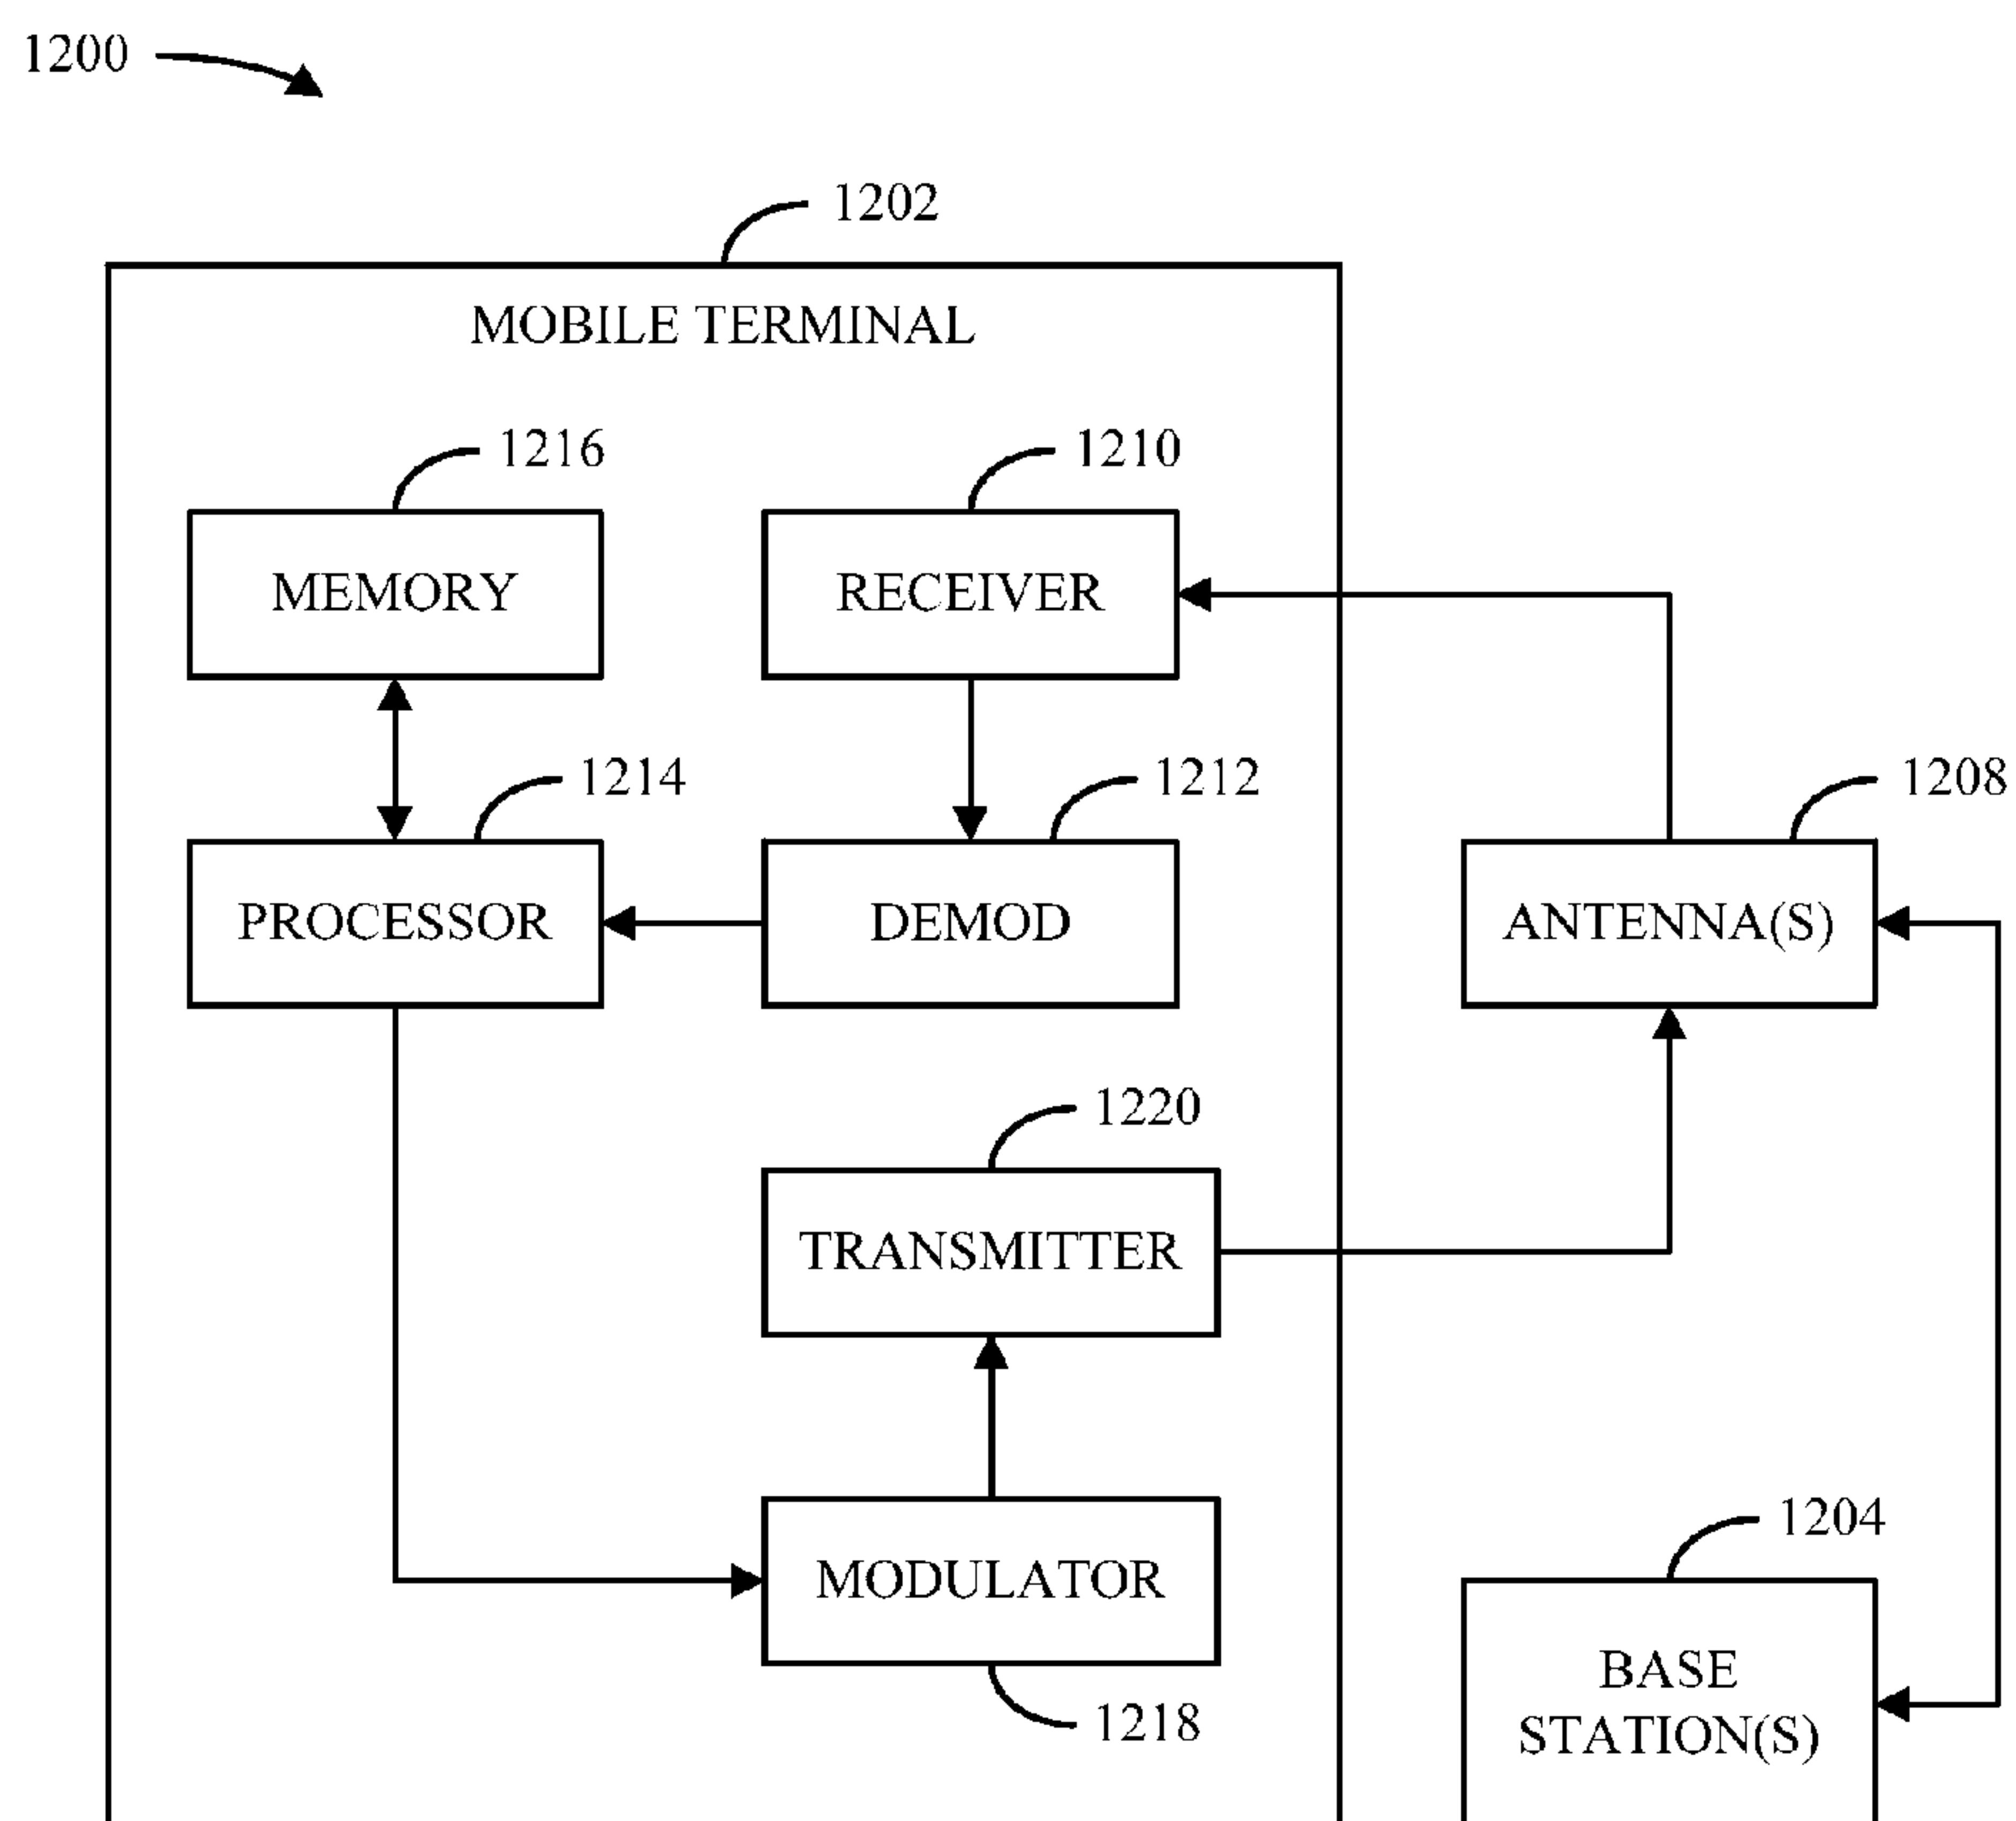 1200
1202
MOBILE TERMINAL
1216
1210
MEMORY
RECEIVER
1214
1212
1208
PROCESSOR
DEMOD
ANTENNA(S)
1220
TRANSMITTER
1204
MODULATOR
BASE
STATION(S)
1218